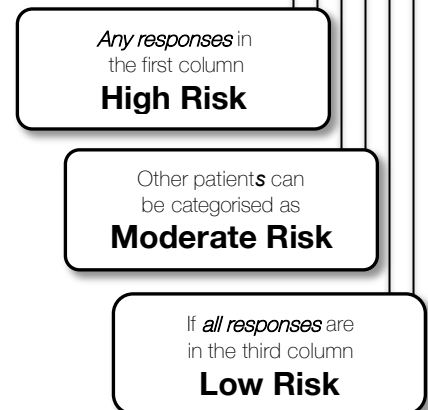 Any responses in
the first column
High Risk
Other patients can
be categorised as
Moderate Risk
If all responses are
in the third column
Low Risk